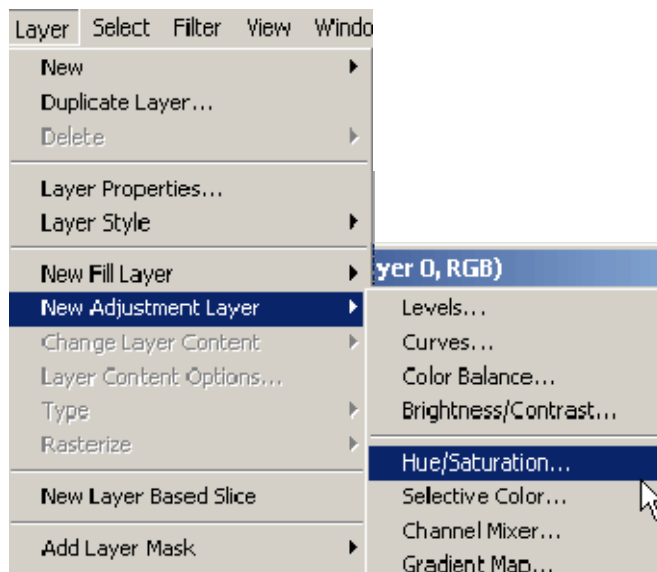 Layer Select Filter View Windo
New
Duplicate Layer...
Delete
Layer Properties...
Layer Style
New Fill Layer
New Adjustment Layer
Change Layer Content
Layer Content Options...
Type
Rasterize
New Layer Based Slice
Add Layer Mask
yer 0, RGB)
Levels...
Curves...
Color Balance...
Brightness/Contrast...
Hue/Saturation...
Selective Color...
Channel Mixer...
Gradient Map...